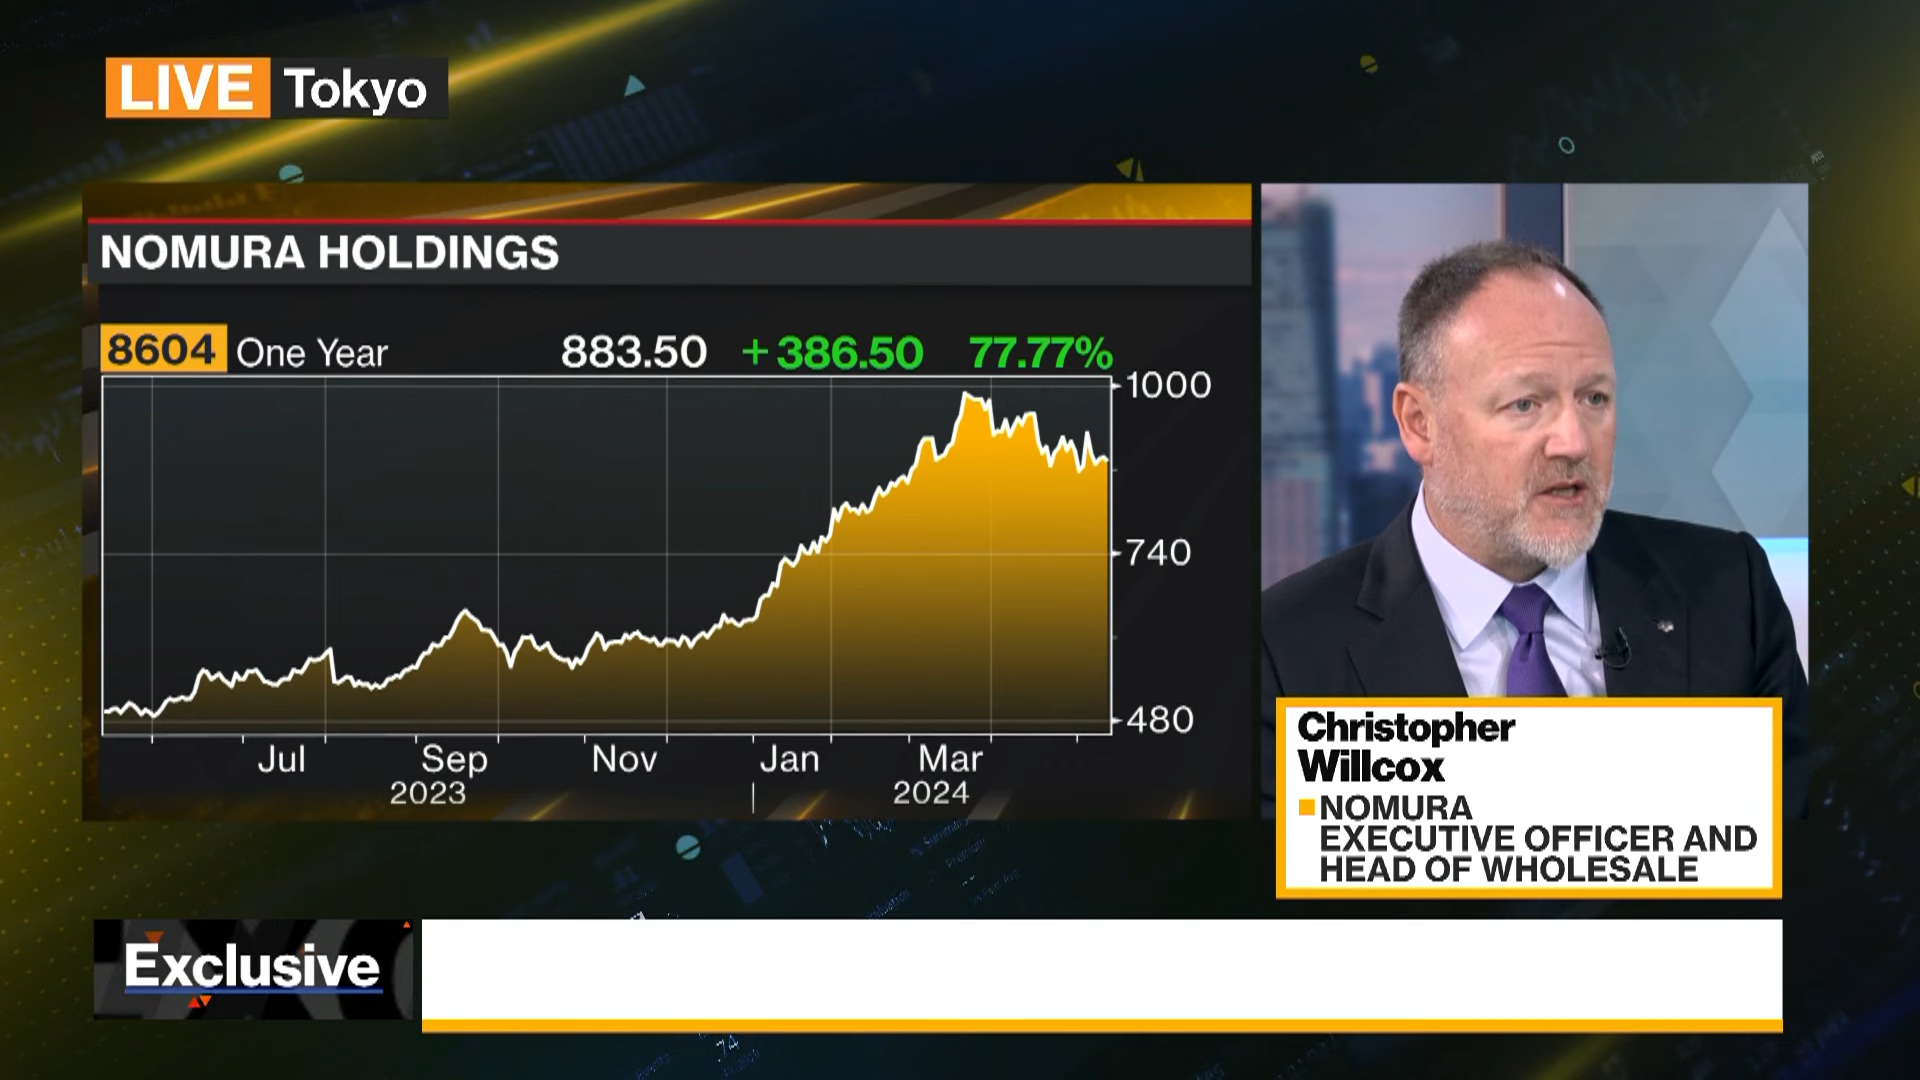 LIVE Tokyo
NOMURA HOLDINGS
8604 One Year 883.50 +386.50 77.77%
1000
740
480
Jul Sep Nov Jan Mar
2023 2024
Christopher
Willcox
NOMURA
EXECUTIVE OFFICER AND
HEAD OF WHOLESALE
Exclusive